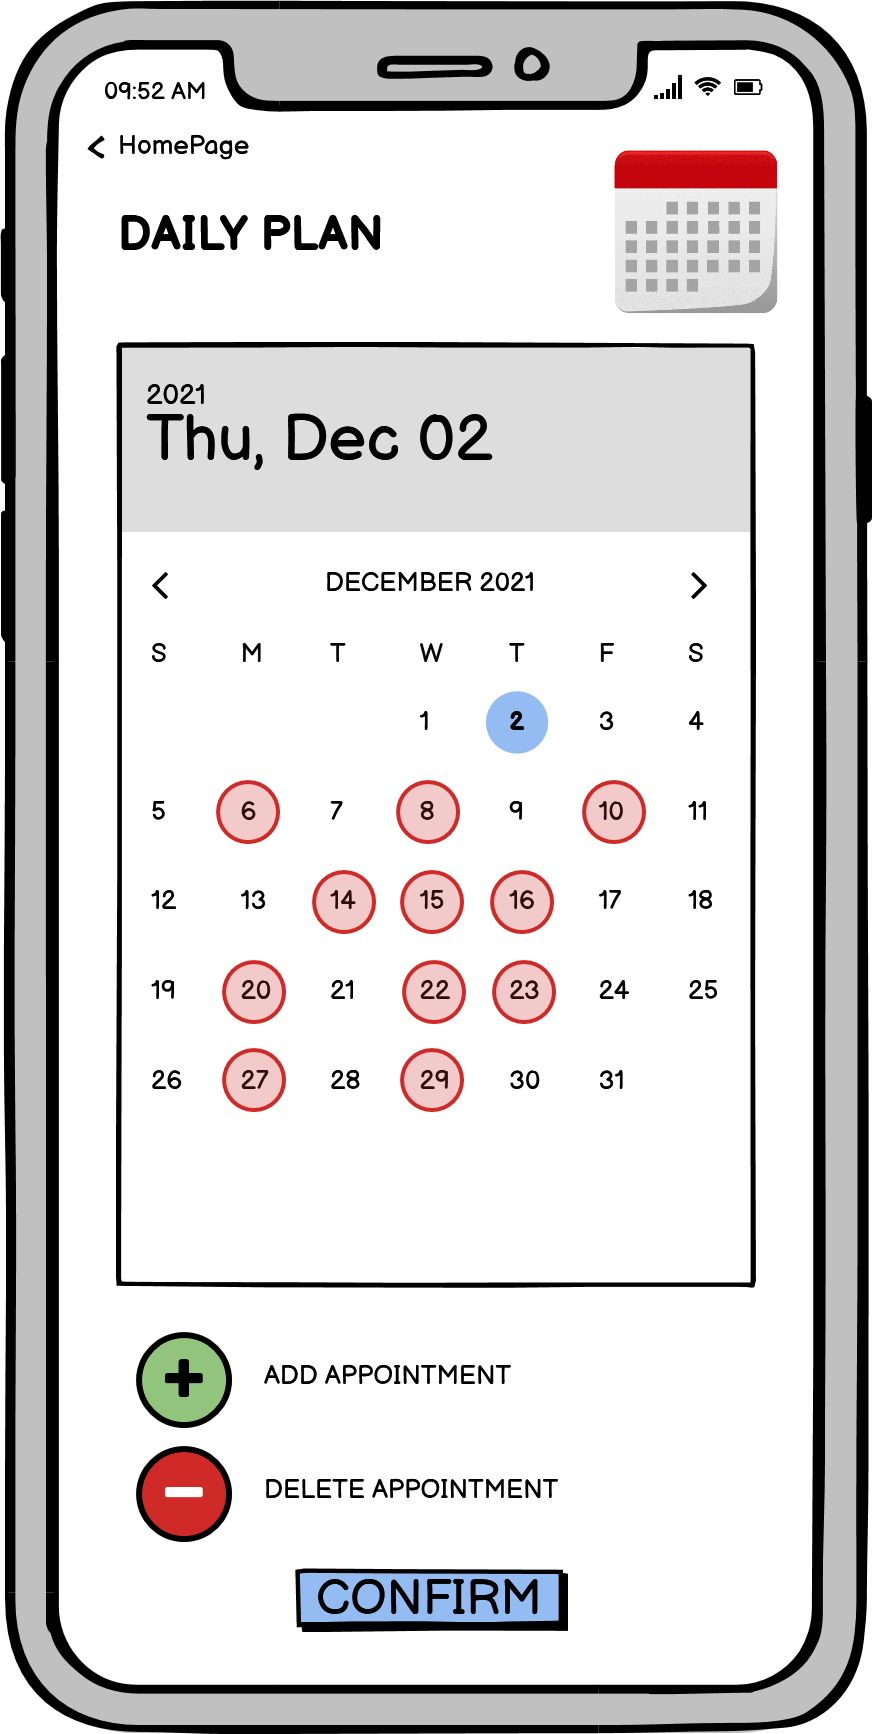 09:52 AM
HomePage
DAILY PLAN
2021
Thu, Dec 02
DECEMBER 2021
S M T W T F S
1 2 3 4
5 6 7 8 9 10 11
12 13 14 15 16 17 18
19 20 21 22 23 24 25
26 27 28 29 30 31
ADD APPOINTMENT
DELETE APPOINTMENT
CONFIRM